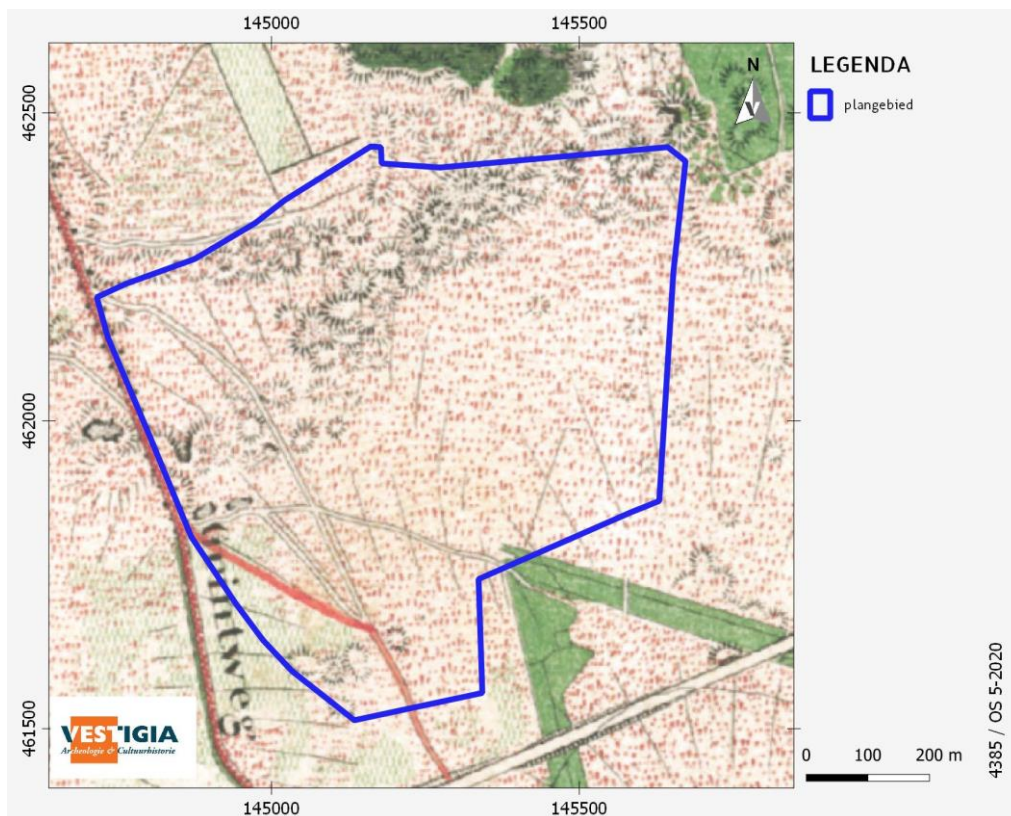 145000
145500
LEGENDA
N
plangebied
462500
462000
461500
Grintweg
VESTIGIA
Archeologie & Cultuurhistorie
0
100
200 m
145000
145500
4385 / OS 5-2020